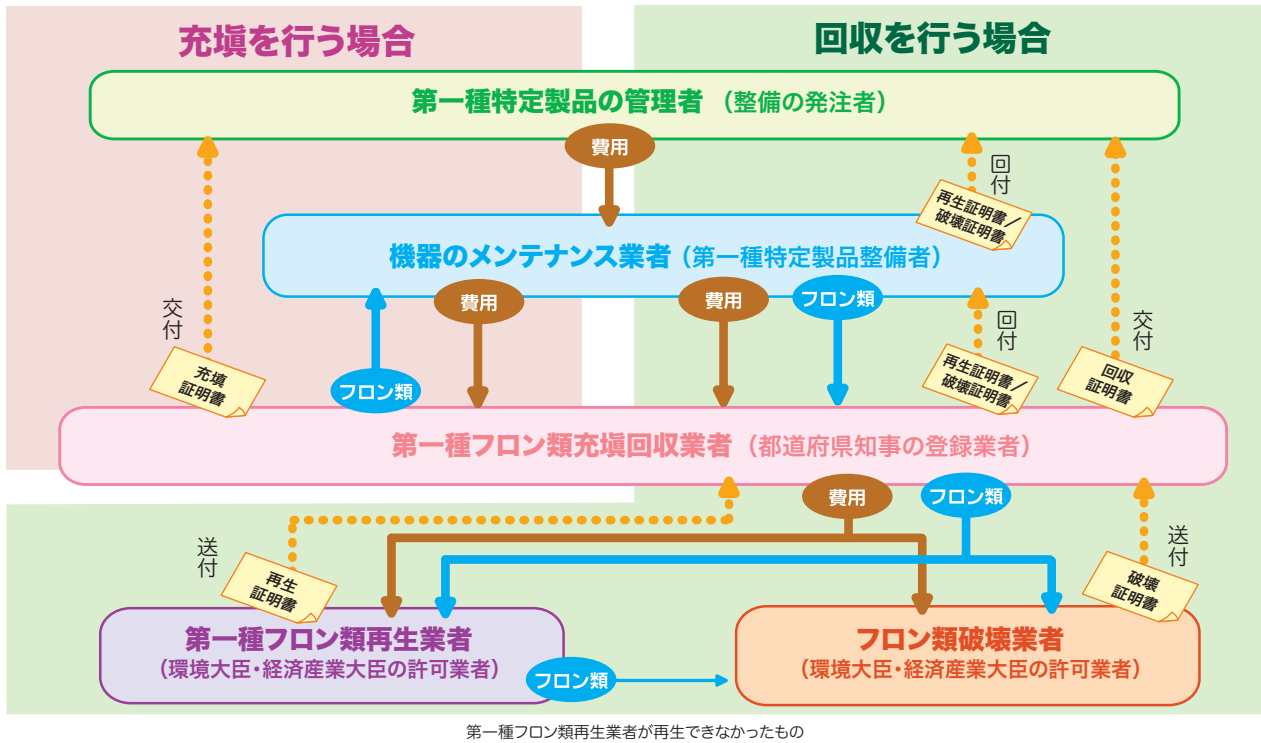 充塡を行う場合
回収を行う場合
第一種特定製品の管理者 (整備の発注者)
費用
回付
再生証明書/
破壊証明書
機器のメンテナンス業者 (第一種特定製品整備者)
費用
費用
フロン類
交付
回付
交付
充塡
証明書
フロン類
再生証明書/
破壊証明書
回収
証明書
第一種フロン類充塡回収業者 (都道府県知事の登録業者)
費用
フロン類
送付
送付
再生
証明書
破壊
証明書
第一種フロン類再生業者
(環境大臣・経済産業大臣の許可業者)
フロン類
フロン類破壊業者
(環境大臣・経済産業大臣の許可業者)
第一種フロン類再生業者が再生できなかったもの